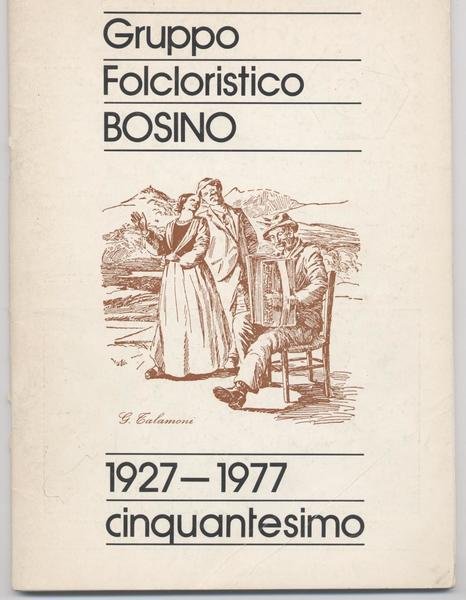 Gruppo
Folcloristico
BOSINO
G. Talamoni
1927—1977
cinquantesimo